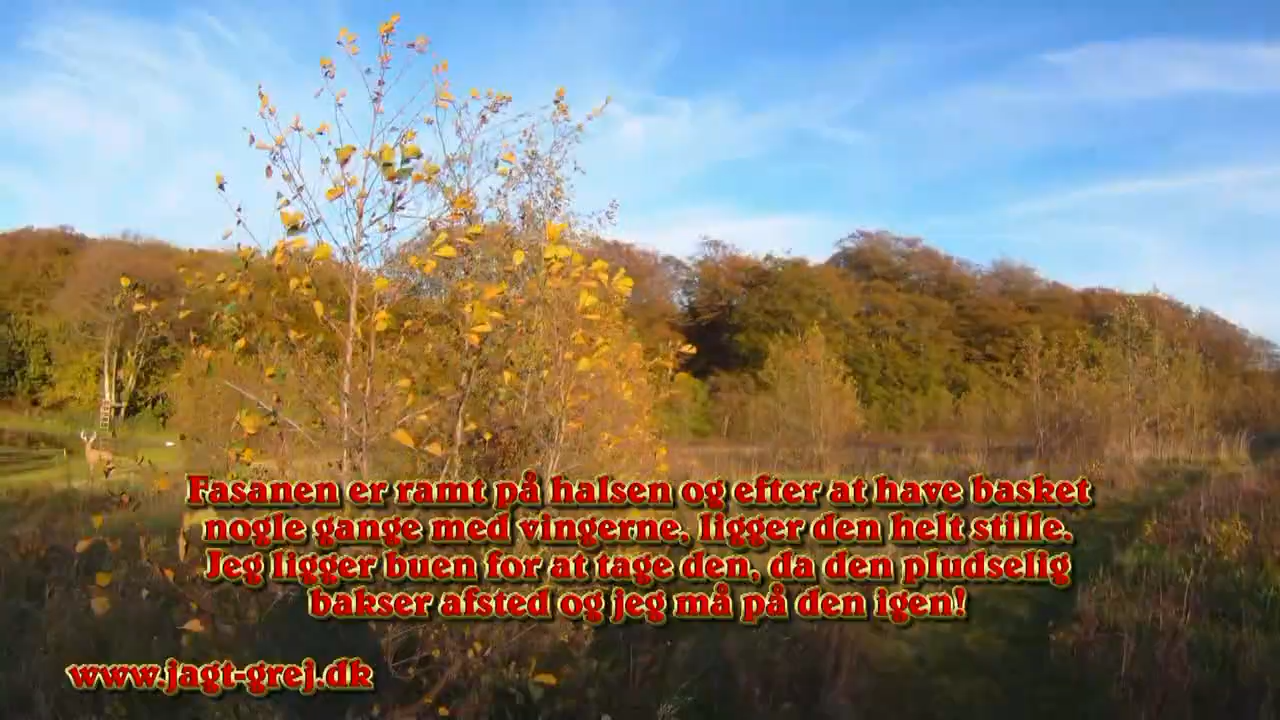 Fasanen er ramt på halsen og efter at have basket
nogle gange med vingerne, ligger den helt stille.
Jeg ligger buen for at tage den, da den pludselig
bakser afsted og jeg må på den igen!
www.jagt-grej.dk